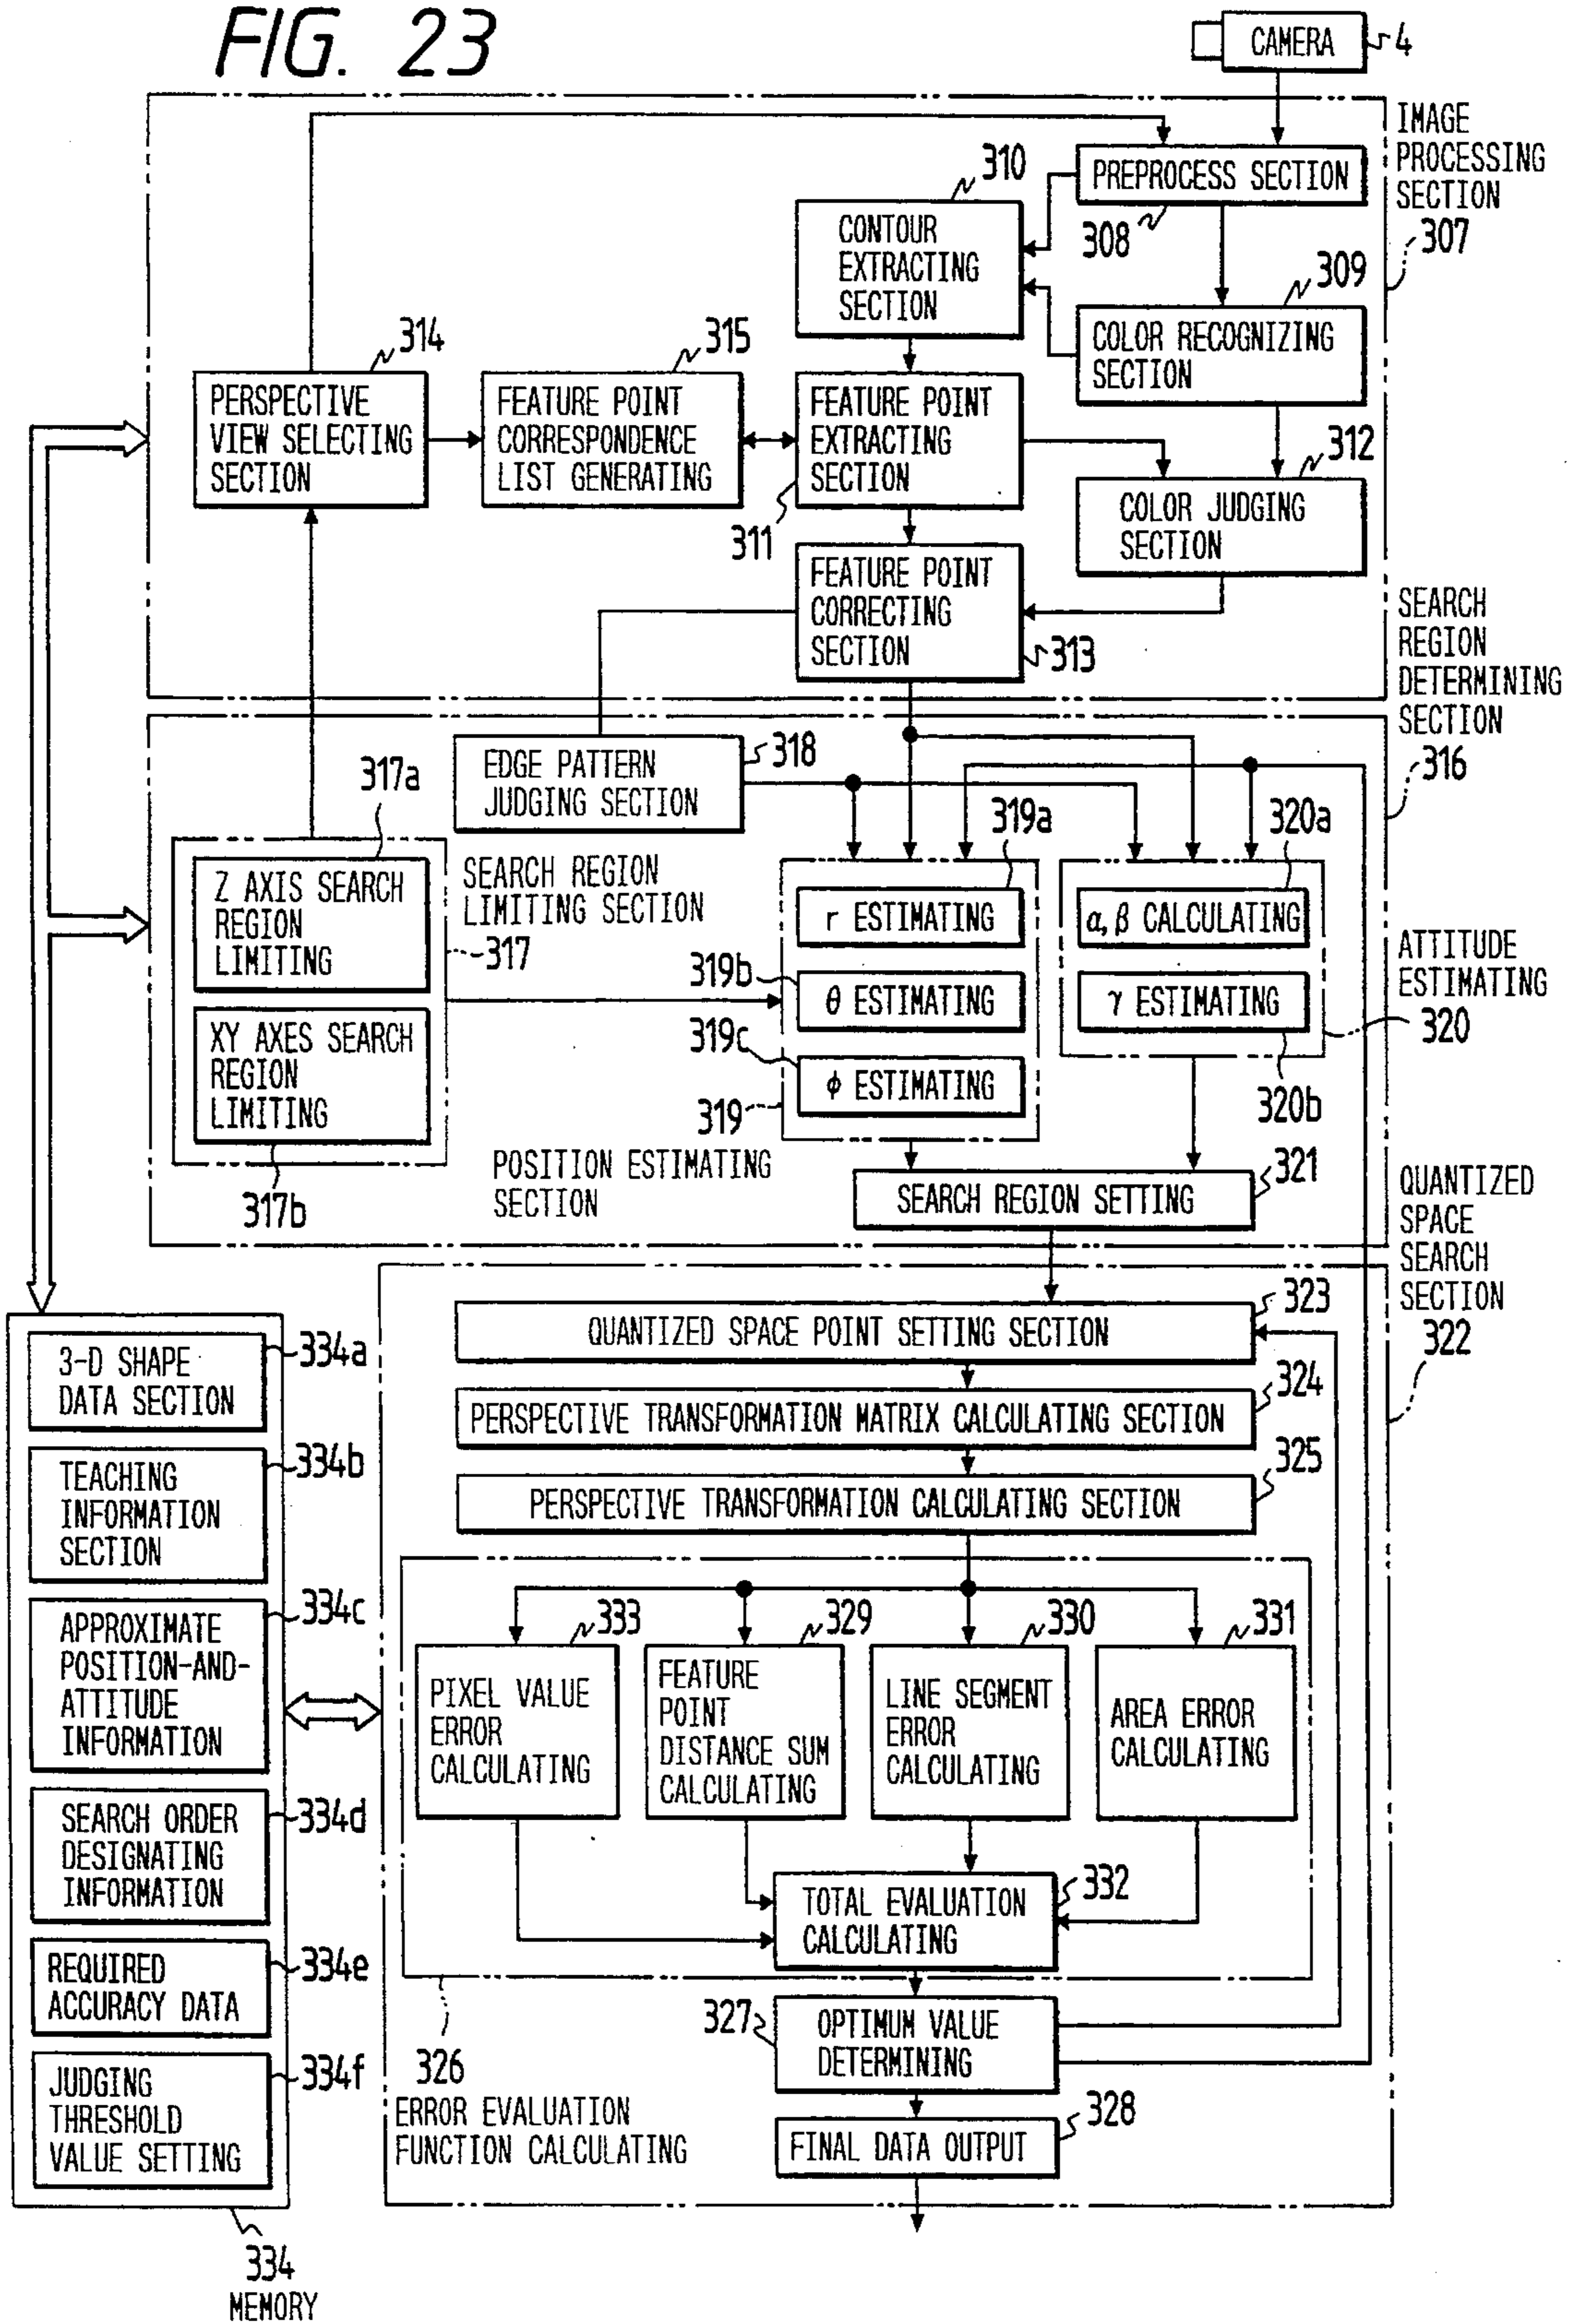 FIG. 23
CAMERA
4
IMAGE
PROCESSING
SECTION
307
PREPROCESS SECTION
308
310
CONTOUR
EXTRACTING
SECTION
309
COLOR RECOGNIZING
SECTION
314
PERSPECTIVE
VIEW SELECTING
SECTION
315
FEATURE POINT
CORRESPONDENCE
LIST GENERATING
FEATURE POINT
EXTRACTING
SECTION
311
312
COLOR JUDGING
SECTION
FEATURE POINT
CORRECTING
SECTION
313
SEARCH
REGION
DETERMINING
SECTION
316
EDGE PATTERN
JUDGING SECTION
318
317a
Z AXIS SEARCH
REGION
LIMITING
XY AXES SEARCH
REGION
LIMITING
317b
SEARCH REGION
LIMITING SECTION
317
319a
r ESTIMATING
319b
θ ESTIMATING
319c
ϕ ESTIMATING
319
POSITION ESTIMATING
SECTION
320a
α, β CALCULATING
γ ESTIMATING
320b
ATTITUDE
ESTIMATING
320
SEARCH REGION SETTING
321
QUANTIZED
SPACE
SEARCH
SECTION
322
QUANTIZED SPACE POINT SETTING SECTION
323
PERSPECTIVE TRANSFORMATION MATRIX CALCULATING SECTION
324
PERSPECTIVE TRANSFORMATION CALCULATING SECTION
325
333
PIXEL VALUE
ERROR
CALCULATING
329
FEATURE
POINT
DISTANCE SUM
CALCULATING
330
LINE SEGMENT
ERROR
CALCULATING
331
AREA ERROR
CALCULATING
TOTAL EVALUATION
CALCULATING
332
326
ERROR EVALUATION
FUNCTION CALCULATING
327
OPTIMUM VALUE
DETERMINING
FINAL DATA OUTPUT
328
3-D SHAPE
DATA SECTION
334a
TEACHING
INFORMATION
SECTION
334b
APPROXIMATE
POSITION-AND-
ATTITUDE
INFORMATION
334c
SEARCH ORDER
DESIGNATING
INFORMATION
334d
REQUIRED
ACCURACY DATA
334e
JUDGING
THRESHOLD
VALUE SETTING
334f
334
MEMORY